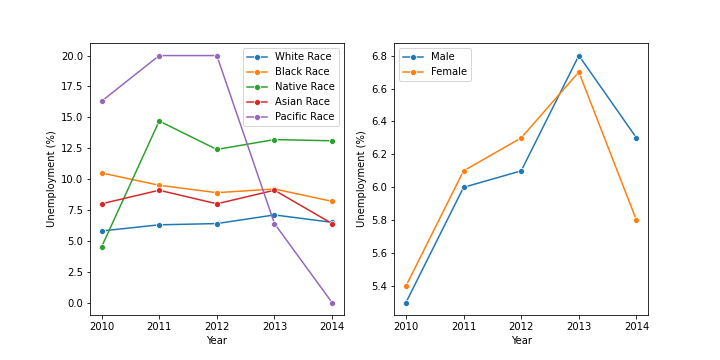 20.0
17.5
15.0
12.5
10.0
7.5
5.0
2.5
0.0
Unemployment (%)
2010 2011 2012 2013 2014
Year
White Race
Black Race
Native Race
Asian Race
Pacific Race
6.8
6.6
6.4
6.2
6.0
5.8
5.6
5.4
Unemployment (%)
2010 2011 2012 2013 2014
Year
Male
Female